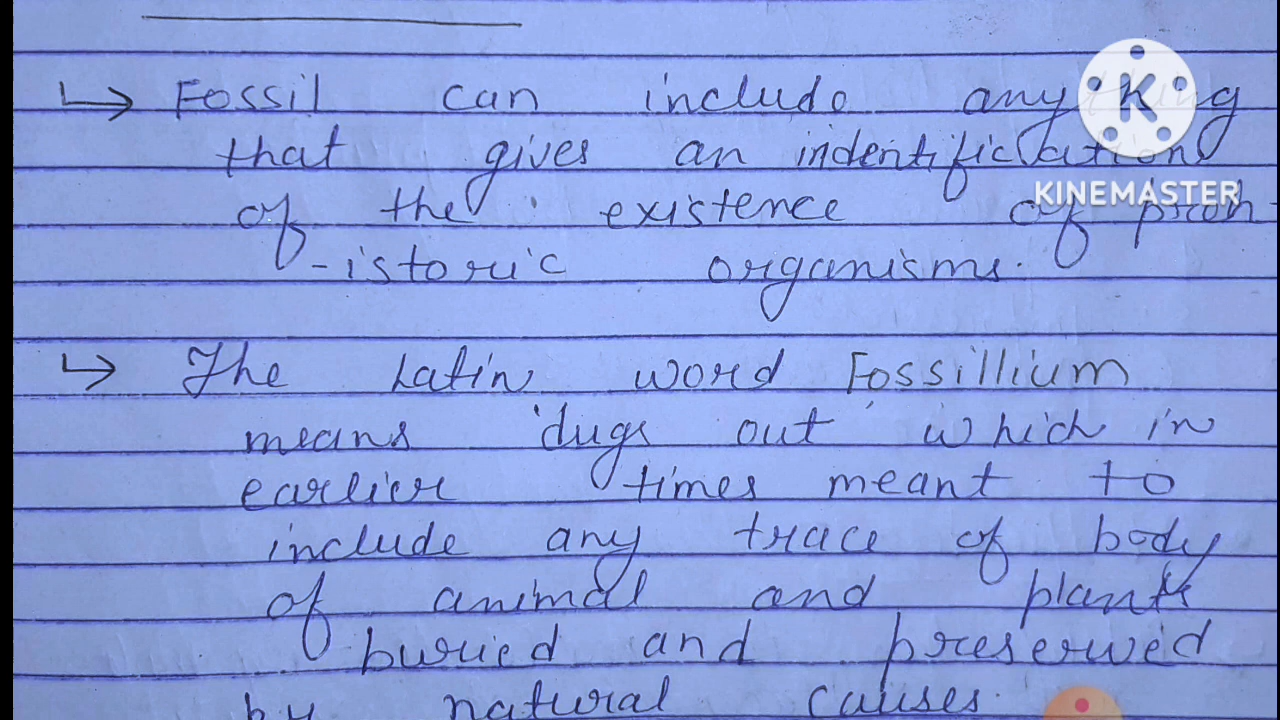 ↳ Fossil can include anything
that gives an indentification
of the existence of preh-
-istoric organisms.
↳ The Latin word Fossillium
means 'dugs out' which in
earlier times meant to
include any trace of body
of animal and plants
buried and preserved
by natural causes.
K
KINEMASTER